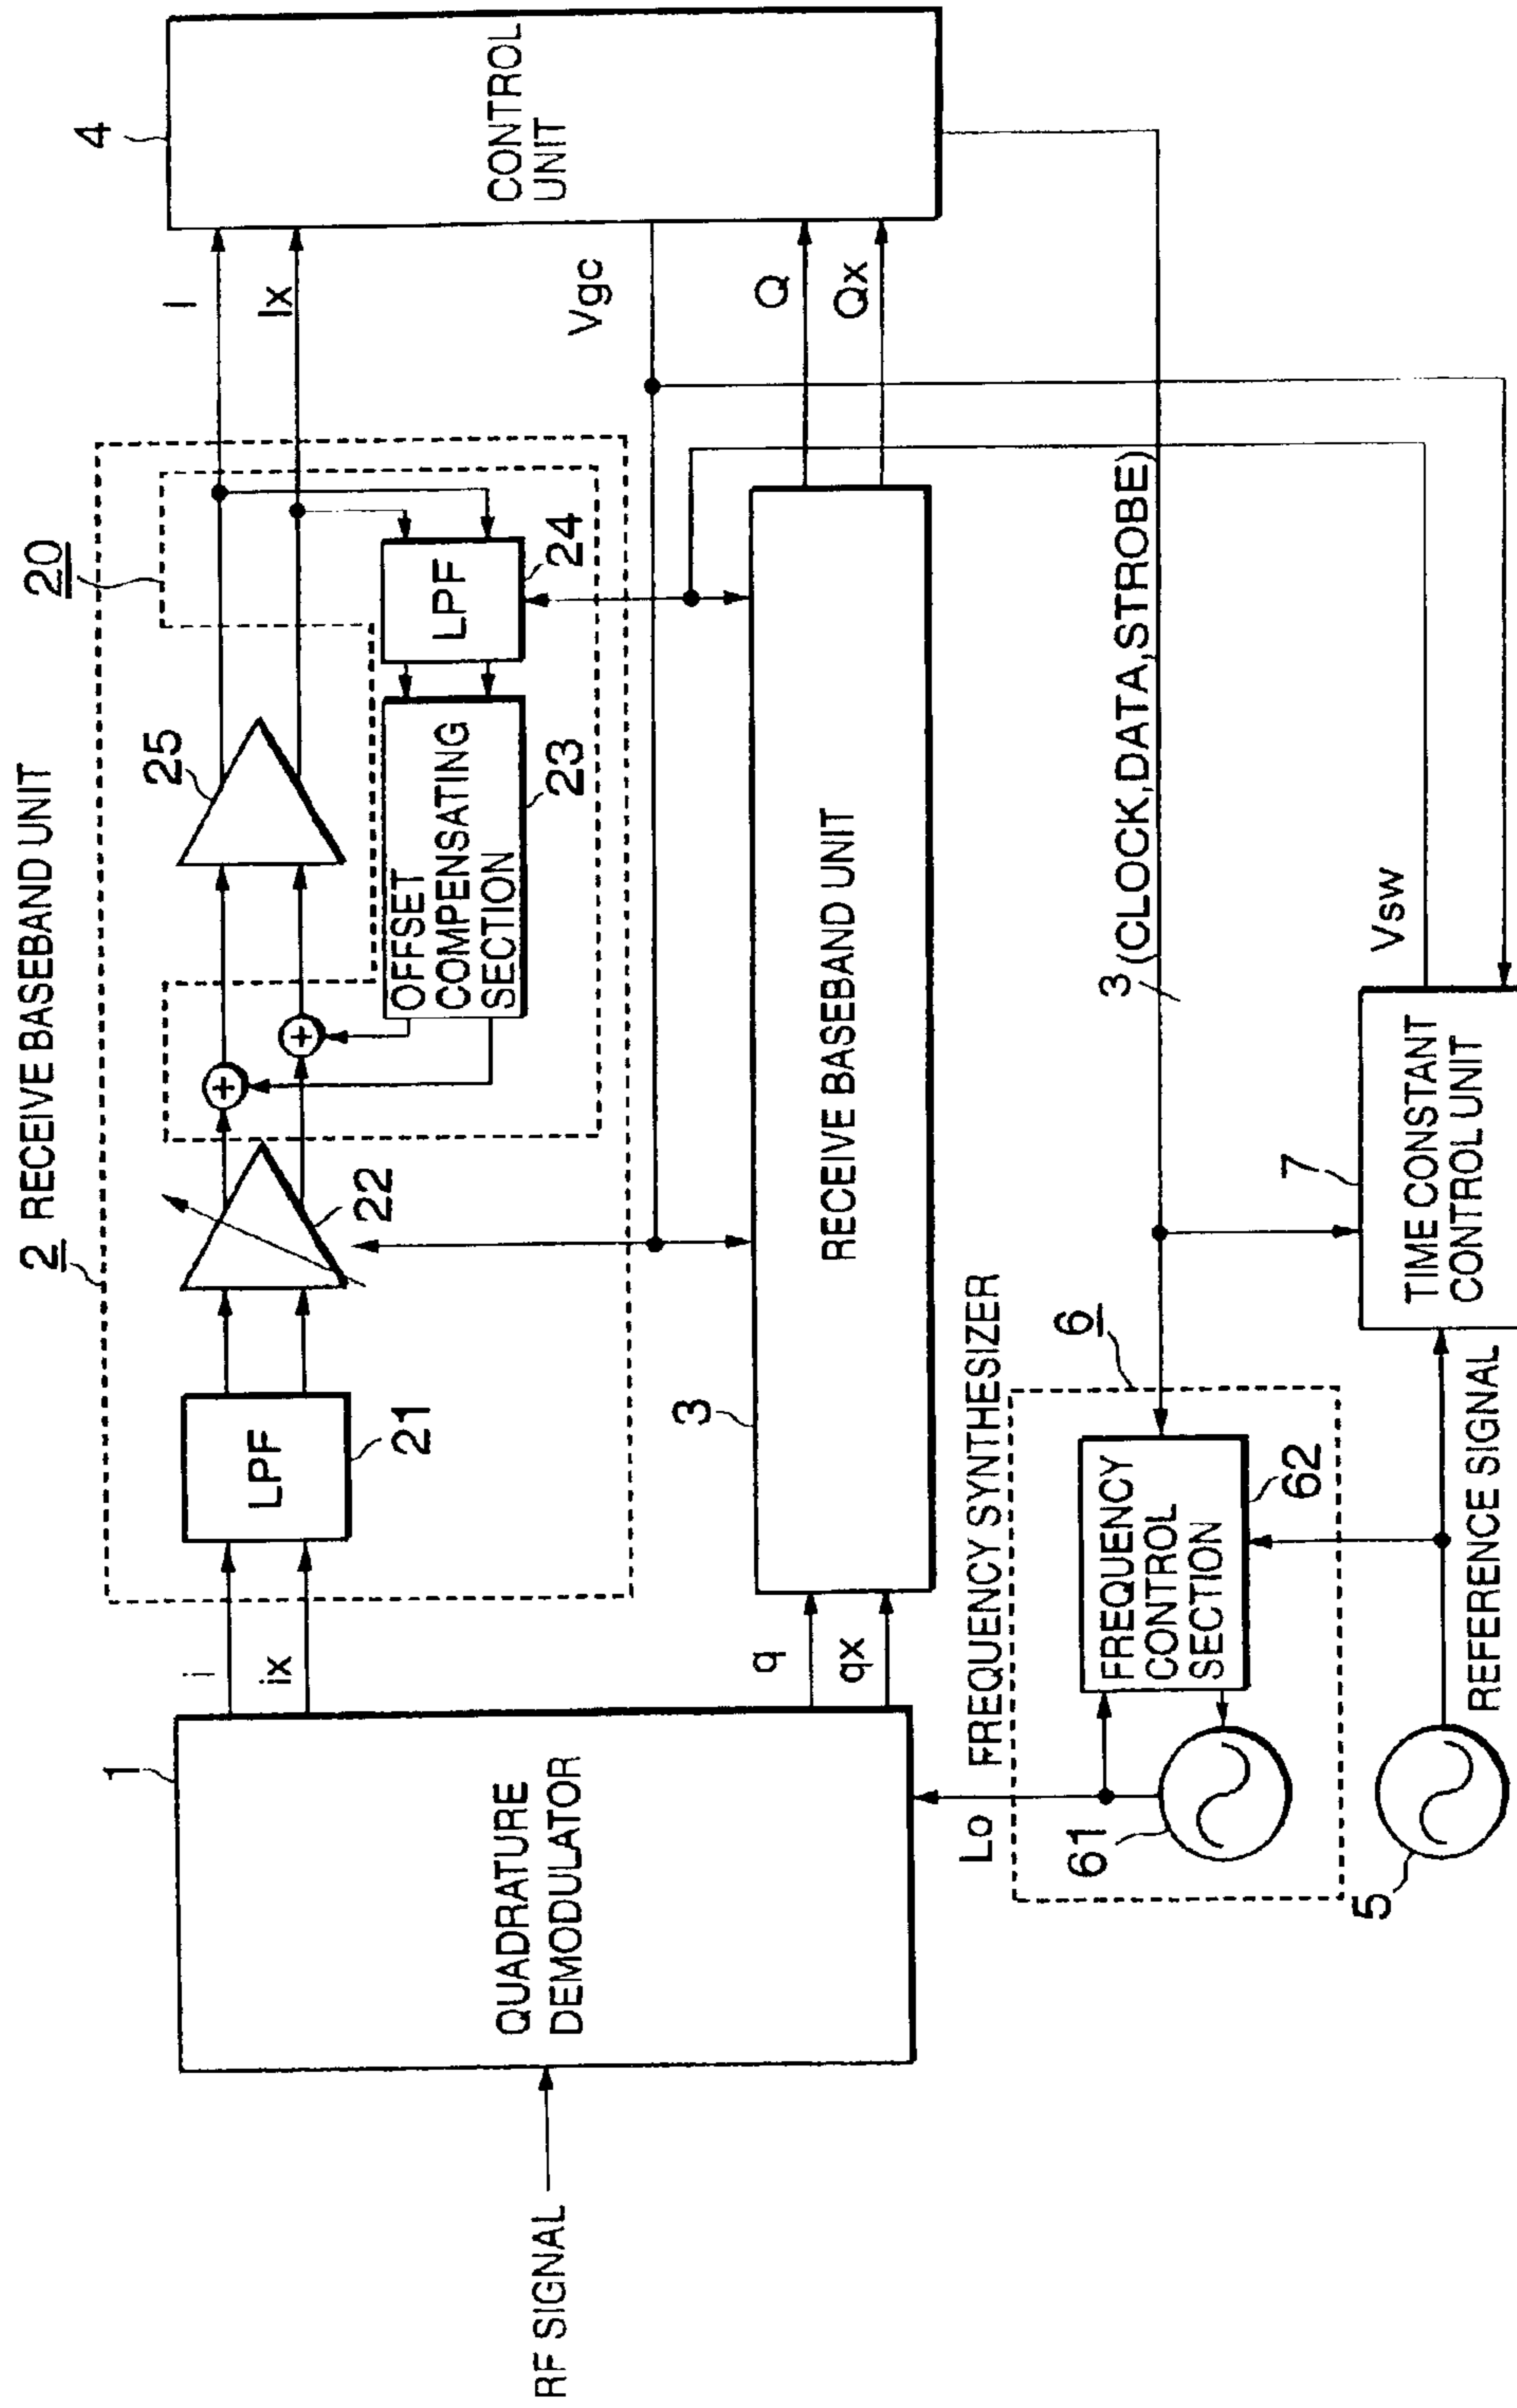 RF SIGNAL
1
QUADRATURE
DEMODULATOR
i
ix
q
qx
2 RECEIVE BASEBAND UNIT
LPF
21
22
20
25
OFFSET
COMPENSATING
SECTION
23
LPF
24
I
Ix
Vgc
Q
Qx
4
CONTROL
UNIT
3
RECEIVE BASEBAND UNIT
Lo
FREQUENCY SYNTHESIZER
6
61
FREQUENCY
CONTROL
SECTION
62
3 (CLOCK,DATA,STROBE)
5
REFERENCE SIGNAL
7
TIME CONSTANT
CONTROL UNIT
Vsw